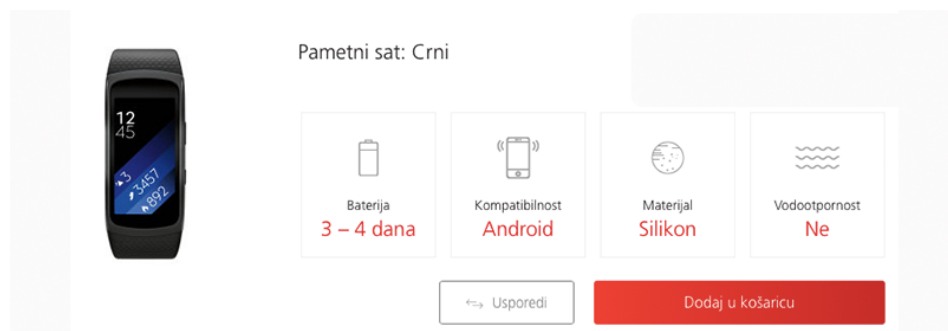 Pametni sat: Crni
12
45
3
3457
892
Baterija
3 – 4 dana
Kompatibilnost
Android
Materijal
Silikon
Vodootpornost
Ne
Usporedi
Dodaj u košaricu